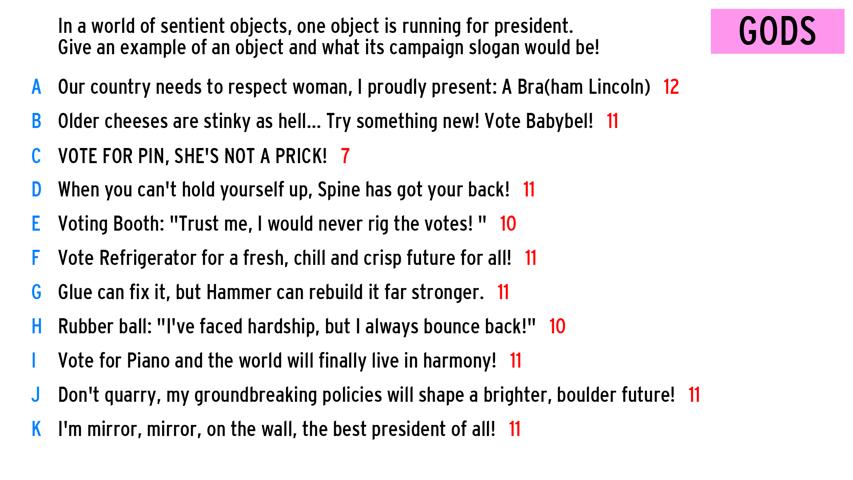 In a world of sentient objects, one object is running for president.
Give an example of an object and what its campaign slogan would be!
GODS
A Our country needs to respect woman, I proudly present: A Bra(ham Lincoln) 12
B Older cheeses are stinky as hell... Try something new! Vote Babybel! 11
C VOTE FOR PIN, SHE'S NOT A PRICK! 7
D When you can't hold yourself up, Spine has got your back! 11
E Voting Booth: "Trust me, I would never rig the votes! " 10
F Vote Refrigerator for a fresh, chill and crisp future for all! 11
G Glue can fix it, but Hammer can rebuild it far stronger. 11
H Rubber ball: "I've faced hardship, but I always bounce back!" 10
I Vote for Piano and the world will finally live in harmony! 11
J Don't quarry, my groundbreaking policies will shape a brighter, boulder future! 11
K I'm mirror, mirror, on the wall, the best president of all! 11